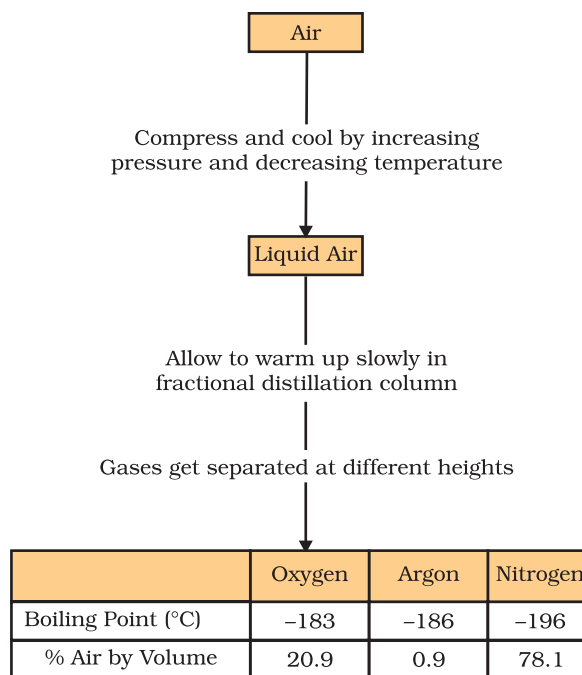 Air
Compress and cool by increasing
pressure and decreasing temperature
Liquid Air
Allow to warm up slowly in
fractional distillation column
Gases get separated at different heights
Oxygen Argon Nitrogen
Boiling Point (°C) –183 –186 –196
% Air by Volume 20.9 0.9 78.1